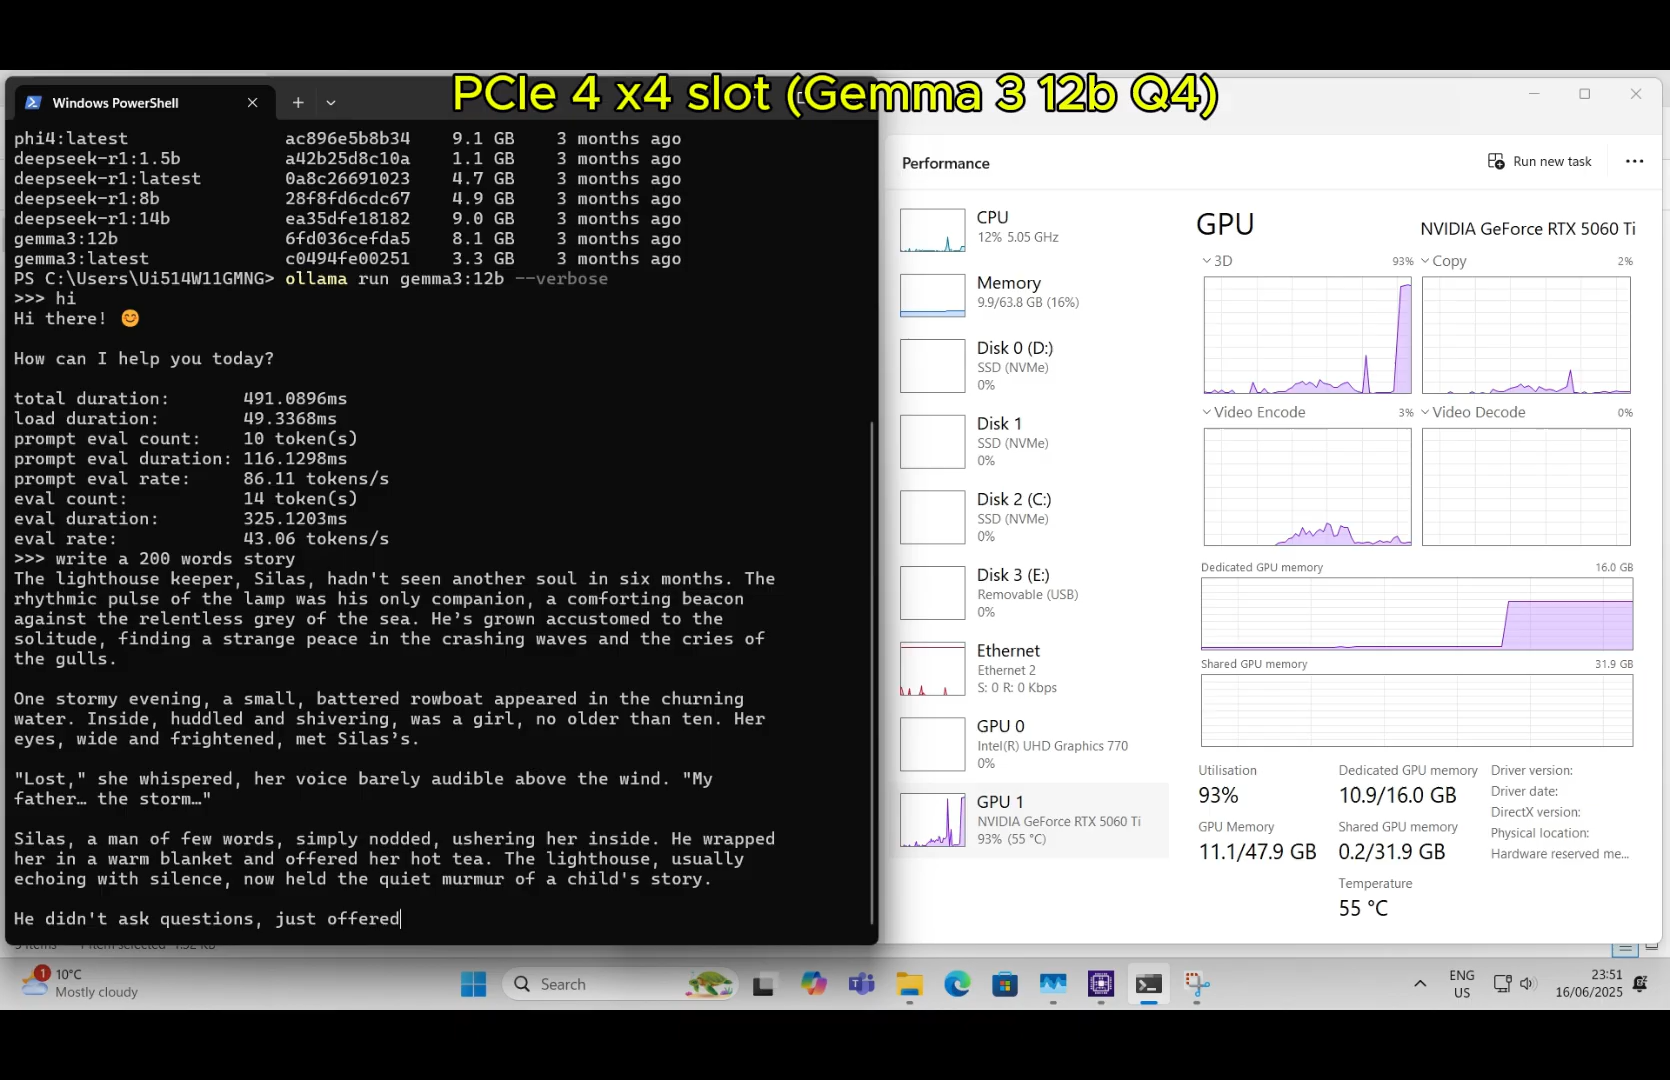 PCIe 4 x4 slot (Gemma 3 12b Q4)
Windows PowerShell
phi4:latest ac896e5b8b34 9.1 GB 3 months ago
deepseek-r1:1.5b a42b25d8c10a 1.1 GB 3 months ago
deepseek-r1:latest 0a8c26691023 4.7 GB 3 months ago
deepseek-r1:8b 28f8fd6cdc67 4.9 GB 3 months ago
deepseek-r1:14b ea35dfe18182 9.0 GB 3 months ago
gemma3:12b 6fd036cefda5 8.1 GB 3 months ago
gemma3:latest c0494fe00251 3.3 GB 3 months ago
PS C:\Users\Ui514W11GMNG> ollama run gemma3:12b --verbose
>>> hi
Hi there! 😊
How can I help you today?
total duration: 491.0896ms
load duration: 49.3368ms
prompt eval count: 10 token(s)
prompt eval duration: 116.1298ms
prompt eval rate: 86.11 tokens/s
eval count: 14 token(s)
eval duration: 325.1203ms
eval rate: 43.06 tokens/s
>>> write a 200 words story
The lighthouse keeper, Silas, hadn't seen another soul in six months. The
rhythmic pulse of the lamp was his only companion, a comforting beacon
against the relentless grey of the sea. He’s grown accustomed to the
solitude, finding a strange peace in the crashing waves and the cries of
the gulls.
One stormy evening, a small, battered rowboat appeared in the churning
water. Inside, huddled and shivering, was a girl, no older than ten. Her
eyes, wide and frightened, met Silas’s.
"Lost," she whispered, her voice barely audible above the wind. "My
father… the storm…"
Silas, a man of few words, simply nodded, ushering her inside. He wrapped
her in a warm blanket and offered her hot tea. The lighthouse, usually
echoing with silence, now held the quiet murmur of a child's story.
He didn't ask questions, just offered
Performance
Run new task
CPU
12% 5.05 GHz
Memory
9.9/63.8 GB (16%)
Disk 0 (D:)
SSD (NVMe)
0%
Disk 1
SSD (NVMe)
0%
Disk 2 (C:)
SSD (NVMe)
0%
Disk 3 (E:)
Removable (USB)
0%
Ethernet
Ethernet 2
S: 0 R: 0 Kbps
GPU 0
Intel(R) UHD Graphics 770
0%
GPU 1
NVIDIA GeForce RTX 5060 Ti
93% (55 °C)
GPU
NVIDIA GeForce RTX 5060 Ti
3D 93%
Copy 2%
Video Encode 3%
Video Decode 0%
Dedicated GPU memory 16.0 GB
Shared GPU memory 31.9 GB
Utilisation
93%
Dedicated GPU memory
10.9/16.0 GB
GPU Memory
11.1/47.9 GB
Shared GPU memory
0.2/31.9 GB
Temperature
55 °C
Driver version:
Driver date:
DirectX version:
Physical location:
Hardware reserved me...
1
10°C
Mostly cloudy
Search
ENG
US
23:51
16/06/2025